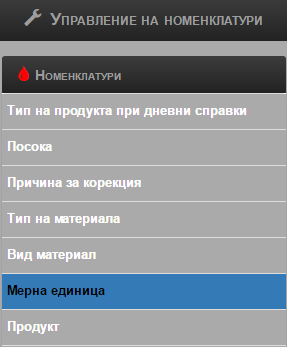 Управление на номенклатури
Номенклатури
Тип на продукта при дневни справки
Посока
Причина за корекция
Тип на материала
Вид материал
Мерна единица
Продукт